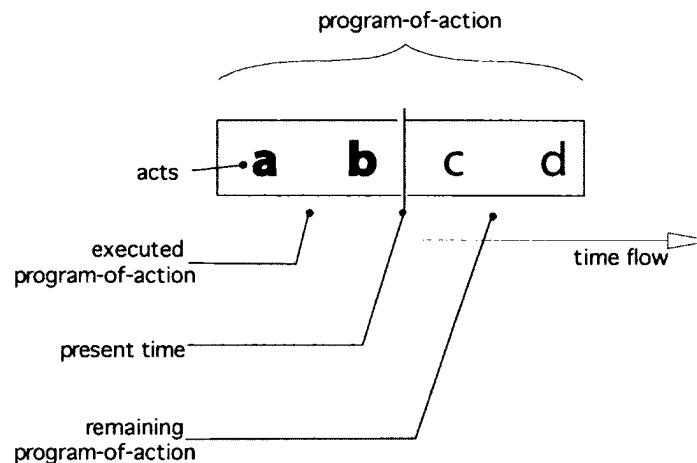 program-of-action
acts a b c d
executed
program-of-action
time flow
present time
remaining
program-of-action